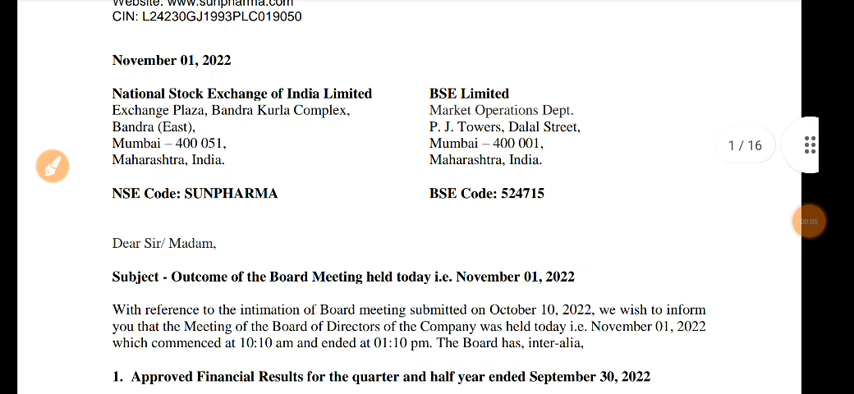 Website: www.sunpharma.com
CIN: L24230GJ1993PLC019050
November 01, 2022
National Stock Exchange of India Limited
Exchange Plaza, Bandra Kurla Complex,
Bandra (East),
Mumbai – 400 051,
Maharashtra, India.
NSE Code: SUNPHARMA
BSE Limited
Market Operations Dept.
P. J. Towers, Dalal Street,
Mumbai – 400 001,
Maharashtra, India.
BSE Code: 524715
1 / 16
00:05
Dear Sir/ Madam,
Subject - Outcome of the Board Meeting held today i.e. November 01, 2022
With reference to the intimation of Board meeting submitted on October 10, 2022, we wish to inform
you that the Meeting of the Board of Directors of the Company was held today i.e. November 01, 2022
which commenced at 10:10 am and ended at 01:10 pm. The Board has, inter-alia,
1. Approved Financial Results for the quarter and half year ended September 30, 2022